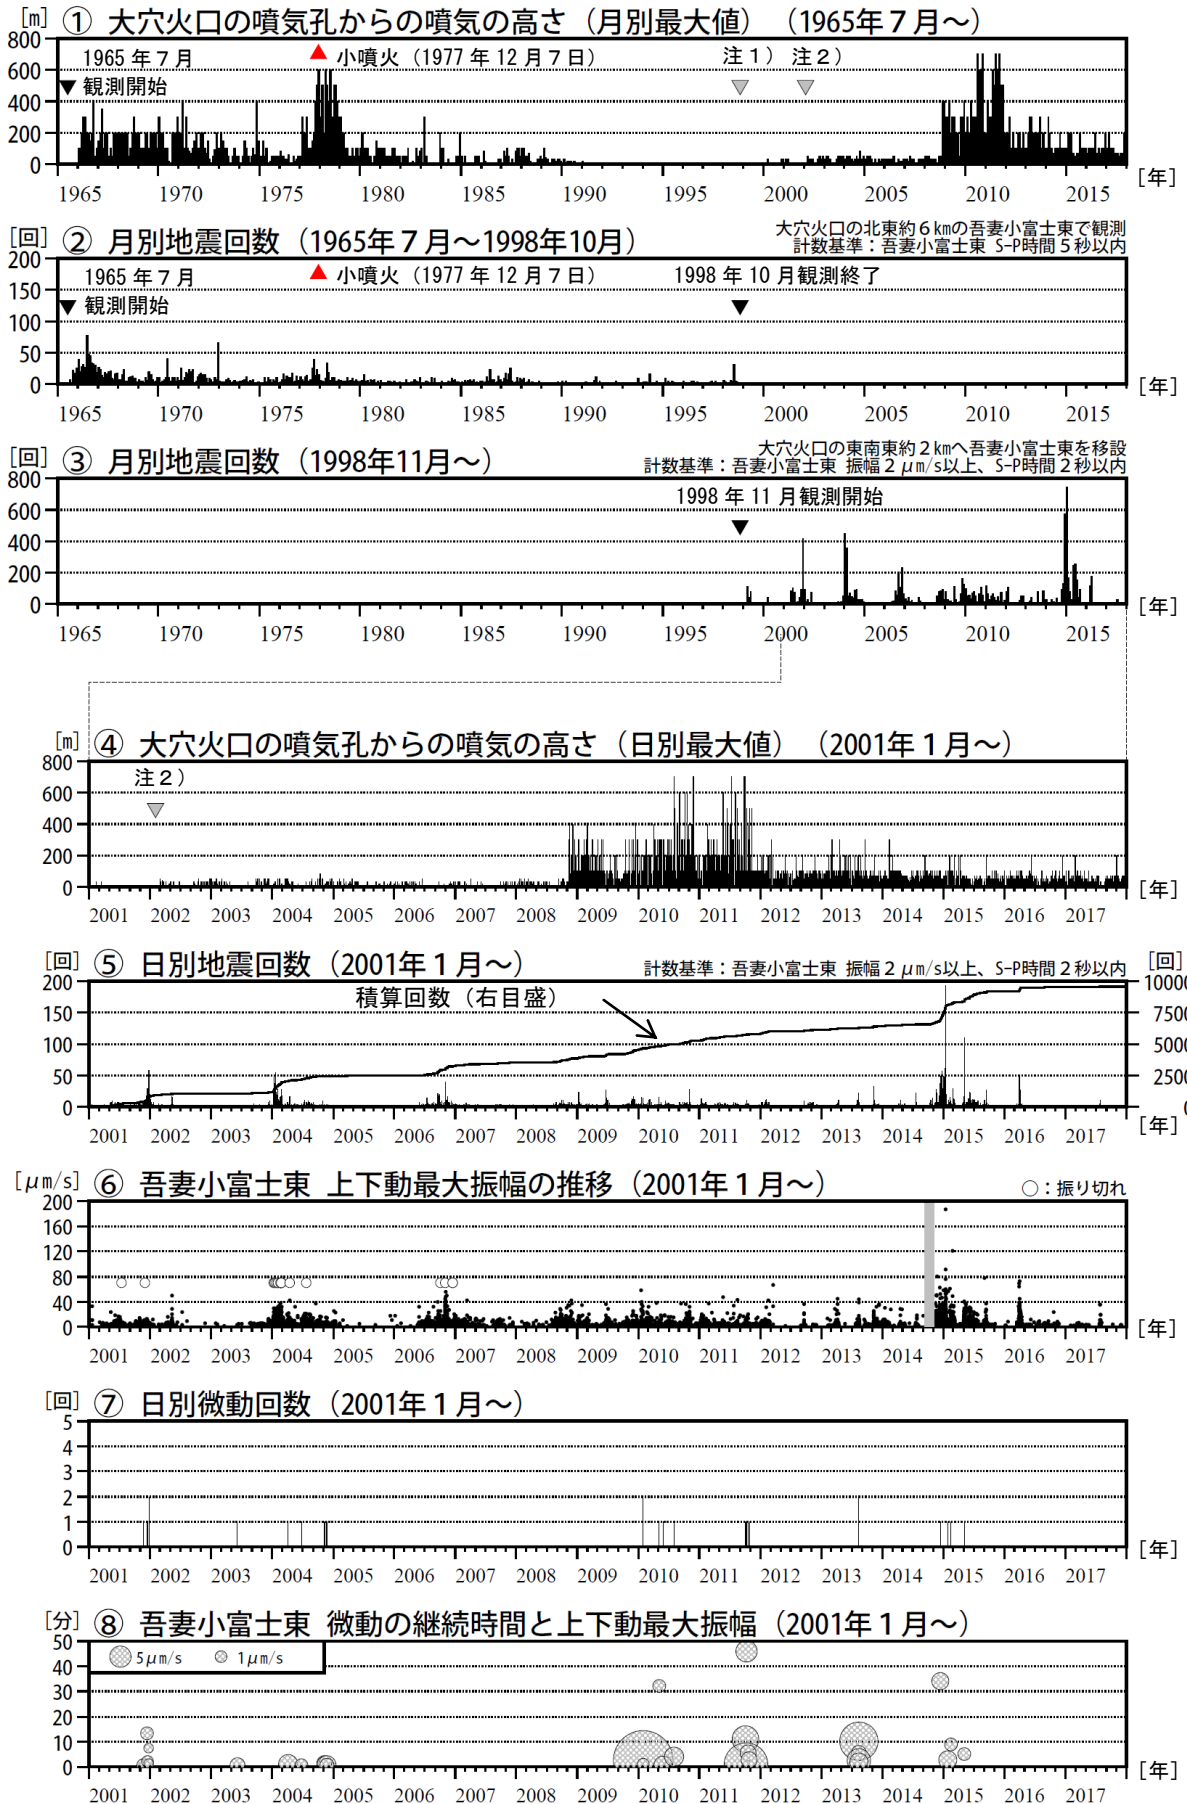 [m] ① 大穴火口の噴気孔からの噴気の高さ（月別最大値）（1965年７月～）
800
600
400
200
0
1965年７月
観測開始
小噴火（1977 年 12 月７日）
注１） 注２）
1965 1970 1975 1980 1985 1990 1995 2000 2005 2010 2015 [年]
[回] ② 月別地震回数（1965年７月～1998年10月）
大穴火口の北東約６㎞の吾妻小富士東で観測
計数基準：吾妻小富士東 S-P時間５秒以内
200
150
100
50
0
1965年７月
観測開始
小噴火（1977 年 12 月７日）
1998 年 10 月観測終了
1965 1970 1975 1980 1985 1990 1995 2000 2005 2010 2015 [年]
[回] ③ 月別地震回数（1998年11月～）
大穴火口の東南東約２㎞へ吾妻小富士東を移設
計数基準：吾妻小富士東 振幅２μm/s以上、S-P時間２秒以内
800
600
400
200
0
1998 年 11 月観測開始
1965 1970 1975 1980 1985 1990 1995 2000 2005 2010 2015 [年]
[m] ④ 大穴火口の噴気孔からの噴気の高さ（日別最大値）（2001年１月～）
800
600
400
200
0
注２）
2001 2002 2003 2004 2005 2006 2007 2008 2009 2010 2011 2012 2013 2014 2015 2016 2017 [年]
[回] ⑤ 日別地震回数（2001年１月～）
計数基準：吾妻小富士東 振幅２μm/s以上、S-P時間２秒以内 [回]
200
150
100
50
0
積算回数（右目盛）
10000
7500
5000
2500
0
2001 2002 2003 2004 2005 2006 2007 2008 2009 2010 2011 2012 2013 2014 2015 2016 2017 [年]
[μm/s] ⑥ 吾妻小富士東 上下動最大振幅の推移（2001年１月～）
○：振り切れ
200
160
120
80
40
0
2001 2002 2003 2004 2005 2006 2007 2008 2009 2010 2011 2012 2013 2014 2015 2016 2017 [年]
[回] ⑦ 日別微動回数（2001年１月～）
5
4
3
2
1
0
2001 2002 2003 2004 2005 2006 2007 2008 2009 2010 2011 2012 2013 2014 2015 2016 2017 [年]
[分] ⑧ 吾妻小富士東 微動の継続時間と上下動最大振幅（2001年１月～）
50
40
30
20
10
0
5μm/s 1μm/s
2001 2002 2003 2004 2005 2006 2007 2008 2009 2010 2011 2012 2013 2014 2015 2016 2017 [年]